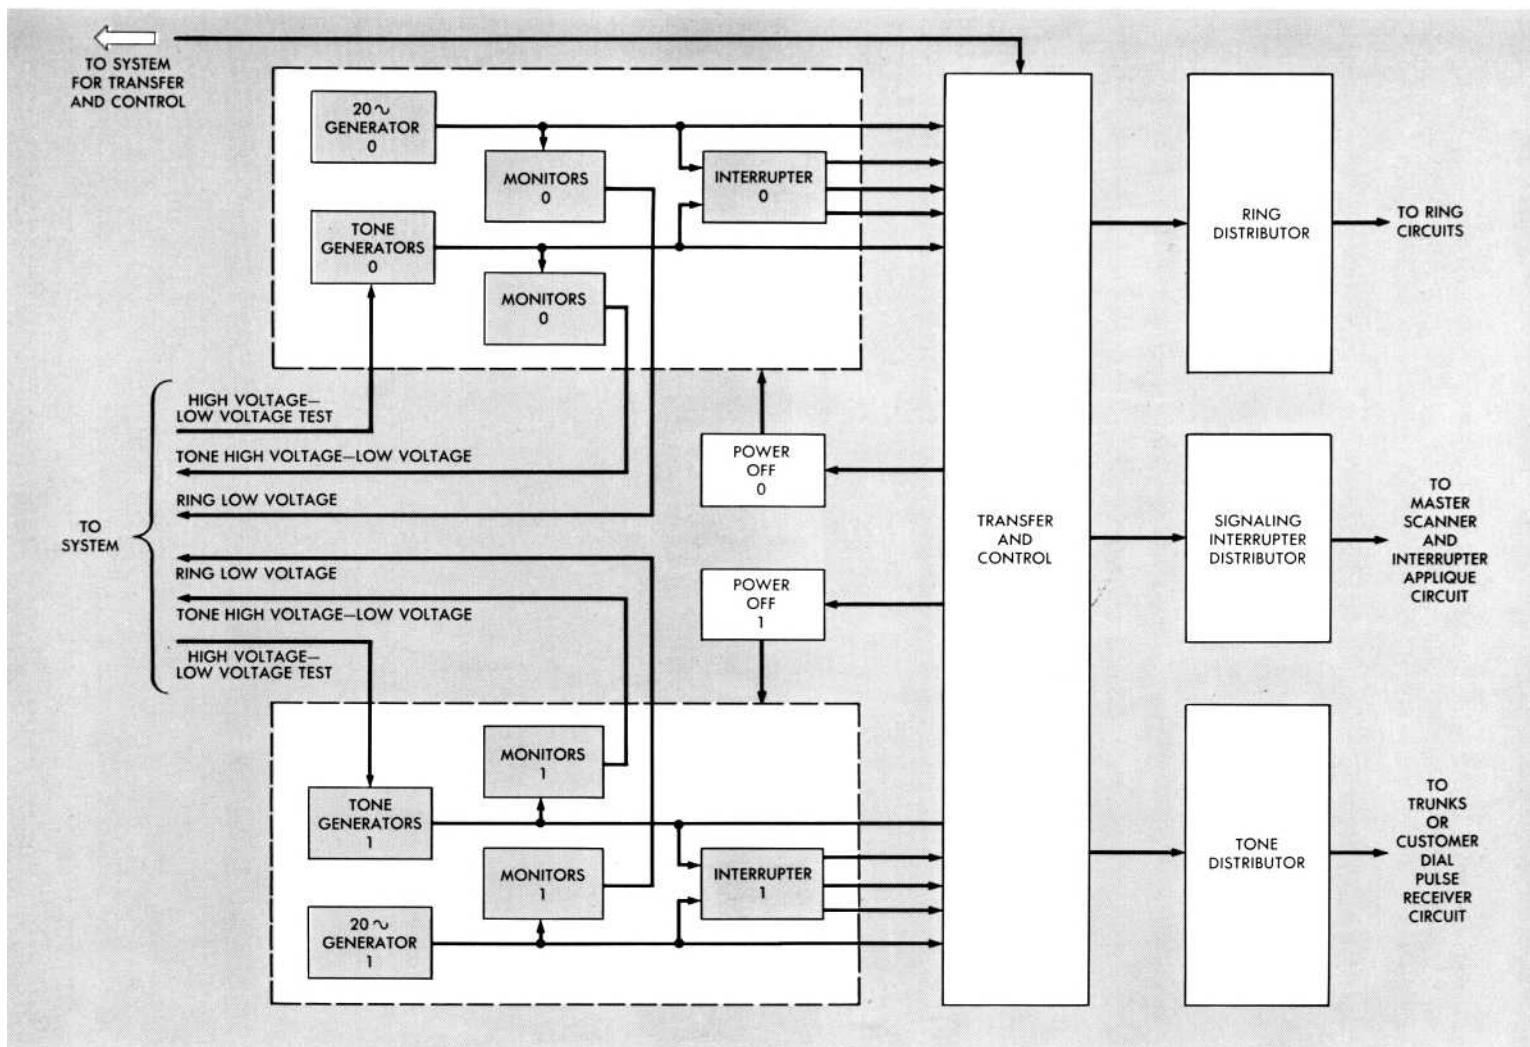 TO SYSTEM
FOR TRANSFER
AND CONTROL
20∿
GENERATOR
0
MONITORS
0
INTERRUPTER
0
TONE
GENERATORS
0
MONITORS
0
RING
DISTRIBUTOR
TO RING
CIRCUITS
HIGH VOLTAGE—
LOW VOLTAGE TEST
TONE HIGH VOLTAGE—LOW VOLTAGE
RING LOW VOLTAGE
TO
SYSTEM
RING LOW VOLTAGE
TONE HIGH VOLTAGE—LOW VOLTAGE
HIGH VOLTAGE—
LOW VOLTAGE TEST
POWER
OFF
0
POWER
OFF
1
TRANSFER
AND
CONTROL
SIGNALING
INTERRUPTER
DISTRIBUTOR
TO
MASTER
SCANNER
AND
INTERRUPTER
APPLIQUE
CIRCUIT
MONITORS
1
TONE
GENERATORS
1
MONITORS
1
INTERRUPTER
1
20∿
GENERATOR
1
TONE
DISTRIBUTOR
TO
TRUNKS
OR
CUSTOMER
DIAL
PULSE
RECEIVER
CIRCUIT